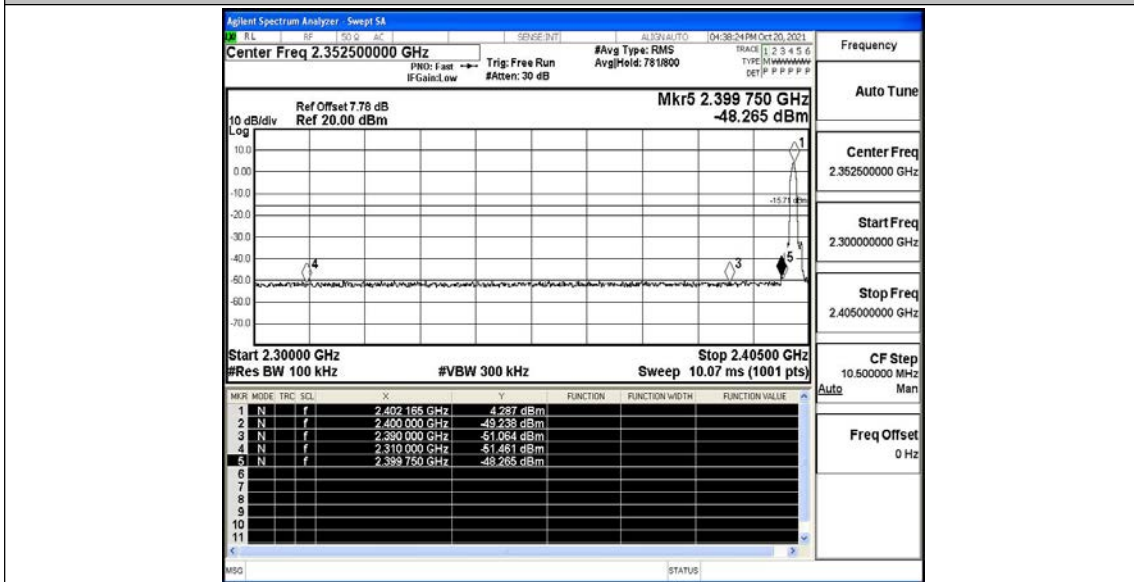 Agilent Spectrum Analyzer - Swept SA
RL RF 50 Ω AC SENSE:INT ALIGNAUTO 04:38:24 PM Oct 20, 2021
Center Freq 2.352500000 GHz
PNO: Fast
IFGain:Low
Trig: Free Run
#Atten: 30 dB
#Avg Type: RMS
Avg|Hold: 781/800
TRACE 1 2 3 4 5 6
TYPE M
DET P P P P P P
Ref Offset 7.78 dB
10 dB/div Ref 20.00 dBm
Log
Mkr5 2.399 750 GHz
-48.265 dBm
10.0
0.00
-10.0
-20.0
-30.0
-40.0
-50.0
-60.0
-70.0
-15.71 dBm
1
4
3
5
Start 2.30000 GHz Stop 2.40500 GHz
#Res BW 100 kHz #VBW 300 kHz Sweep 10.07 ms (1001 pts)
MKR MODE TRC SCL X Y FUNCTION FUNCTION WIDTH FUNCTION VALUE
1 N f 2.402 165 GHz 4.287 dBm
2 N f 2.400 000 GHz -49.238 dBm
3 N f 2.390 000 GHz -51.064 dBm
4 N f 2.310 000 GHz -51.461 dBm
5 N f 2.399 750 GHz -48.265 dBm
6
7
8
9
10
11
MSG STATUS
Frequency
Auto Tune
Center Freq
2.352500000 GHz
Start Freq
2.300000000 GHz
Stop Freq
2.405000000 GHz
CF Step
10.500000 MHz
Auto Man
Freq Offset
0 Hz